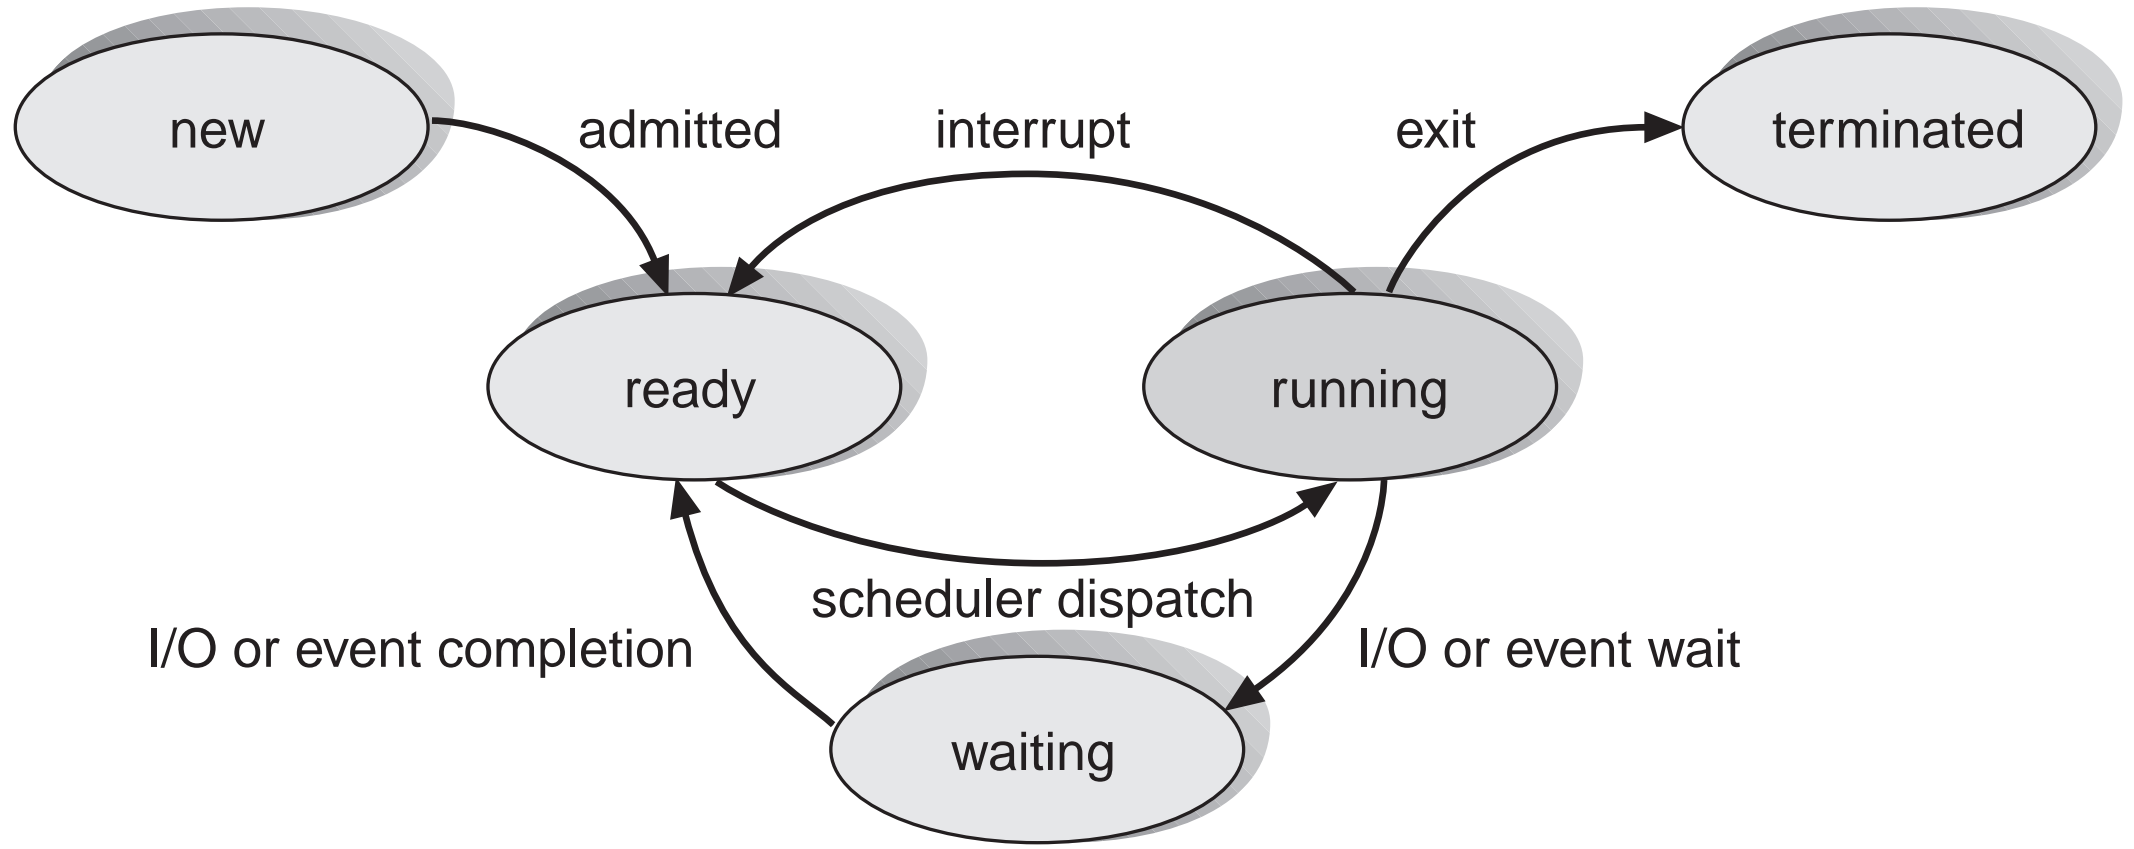 new
admitted
interrupt
exit
terminated
ready
running
scheduler dispatch
I/O or event completion
I/O or event wait
waiting